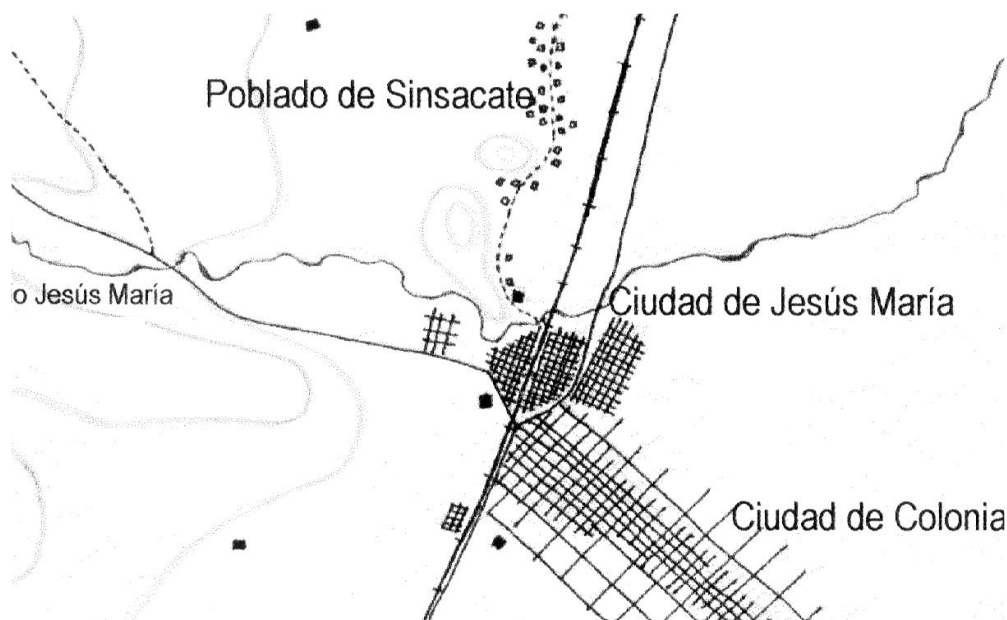 Poblado de Sinsacate
o Jesús María
Ciudad de Jesús María
Ciudad de Colonia